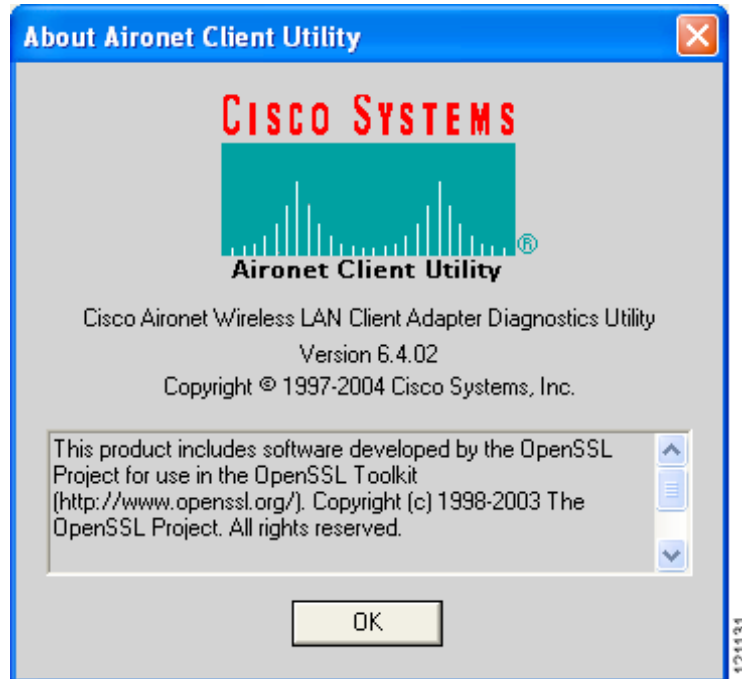 About Aironet Client Utility
CISCO SYSTEMS
®
Aironet Client Utility
Cisco Aironet Wireless LAN Client Adapter Diagnostics Utility
Version 6.4.02
Copyright © 1997-2004 Cisco Systems, Inc.
This product includes software developed by the OpenSSL
Project for use in the OpenSSL Toolkit
(http://www.openssl.org/). Copyright (c) 1998-2003 The
OpenSSL Project. All rights reserved.
OK
121131